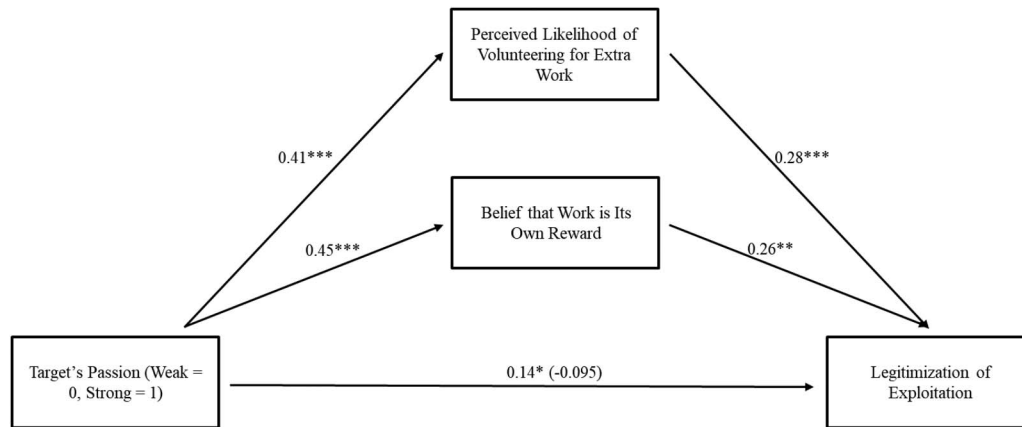 Perceived Likelihood of
Volunteering for Extra
Work
0.41***
0.28***
Belief that Work is Its
Own Reward
0.45***
0.26**
Target's Passion (Weak =
0, Strong = 1)
0.14* (-0.095)
Legitimization of
Exploitation